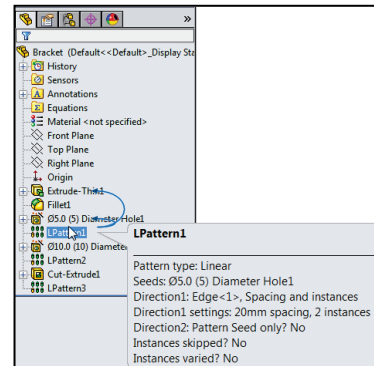 »
Bracket (Default<<Default>_Display Sta
History
Sensors
Annotations
Equations
Material <not specified>
Front Plane
Top Plane
Right Plane
Origin
Extrude-Thin1
Fillet1
Ø5.0 (5) Diameter Hole1
LPattern1
Ø10.0 (10) Diameter
LPattern2
Cut-Extrude1
LPattern3
LPattern1
Pattern type: Linear
Seeds: Ø5.0 (5) Diameter Hole1
Direction1: Edge<1>, Spacing and instances
Direction1 settings: 20mm spacing, 2 instances
Direction2: Pattern Seed only? No
Instances skipped? No
Instances varied? No